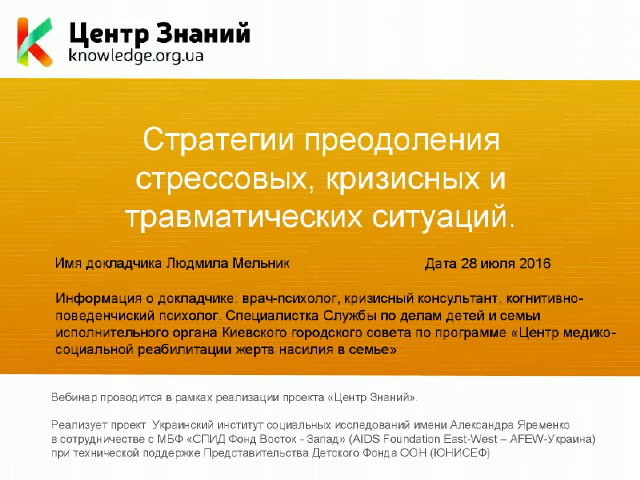 Центр Знаний
knowledge.org.ua
Стратегии преодоления
стрессовых, кризисных и
травматических ситуаций.
Имя докладчика Людмила Мельник Дата 28 июля 2016
Информация о докладчике: врач-психолог, кризисный консультант, когнитивно-
поведенчиский психолог. Специалистка Службы по делам детей и семьи
исполнительного органа Киевского городского совета по программе «Центр медико-
социальной реабилитации жертв насилия в семье»
Вебинар проводится в рамках реализации проекта «Центр Знаний».
Реализует проект Украинский институт социальных исследований имени Александра Яременко
в сотрудничестве с МБФ «СПИД Фонд Восток - Запад» (AIDS Foundation East-West – AFEW-Украина)
при технической поддержке Представительства Детского Фонда ООН (ЮНИСЕФ)